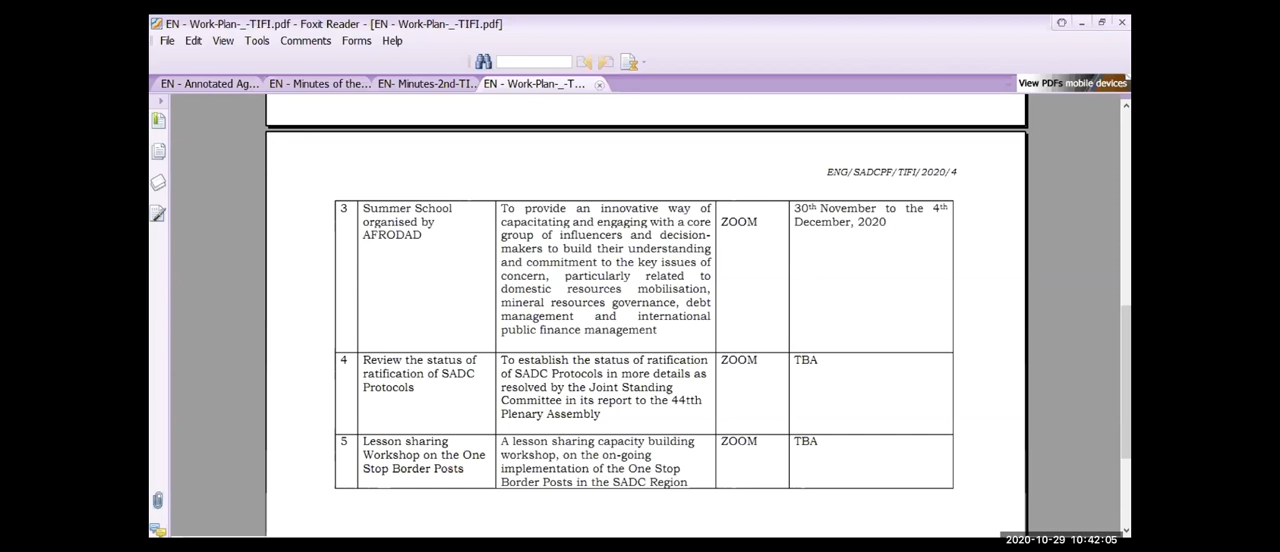 EN - Work-Plan-_-TIFI.pdf - Foxit Reader - [EN - Work-Plan-_-TIFI.pdf]
File Edit View Tools Comments Forms Help
EN - Annotated Ag... EN - Minutes of the... EN- Minutes-2nd-TI... EN - Work-Plan-_-T...
View PDFs mobile devices
ENG/SADCPF/TIFI/2020/4
3
Summer School
organised by
AFRODAD
To provide an innovative way of
capacitating and engaging with a core
group of influencers and decision-
makers to build their understanding
and commitment to the key issues of
concern, particularly related to
domestic resources mobilisation,
mineral resources governance, debt
management and international
public finance management
ZOOM
30th November to the 4th
December, 2020
4
Review the status of
ratification of SADC
Protocols
To establish the status of ratification
of SADC Protocols in more details as
resolved by the Joint Standing
Committee in its report to the 44tth
Plenary Assembly
ZOOM
TBA
5
Lesson sharing
Workshop on the One
Stop Border Posts
A lesson sharing capacity building
workshop, on the on-going
implementation of the One Stop
Border Posts in the SADC Region
ZOOM
TBA
2020-10-29 10:42:05